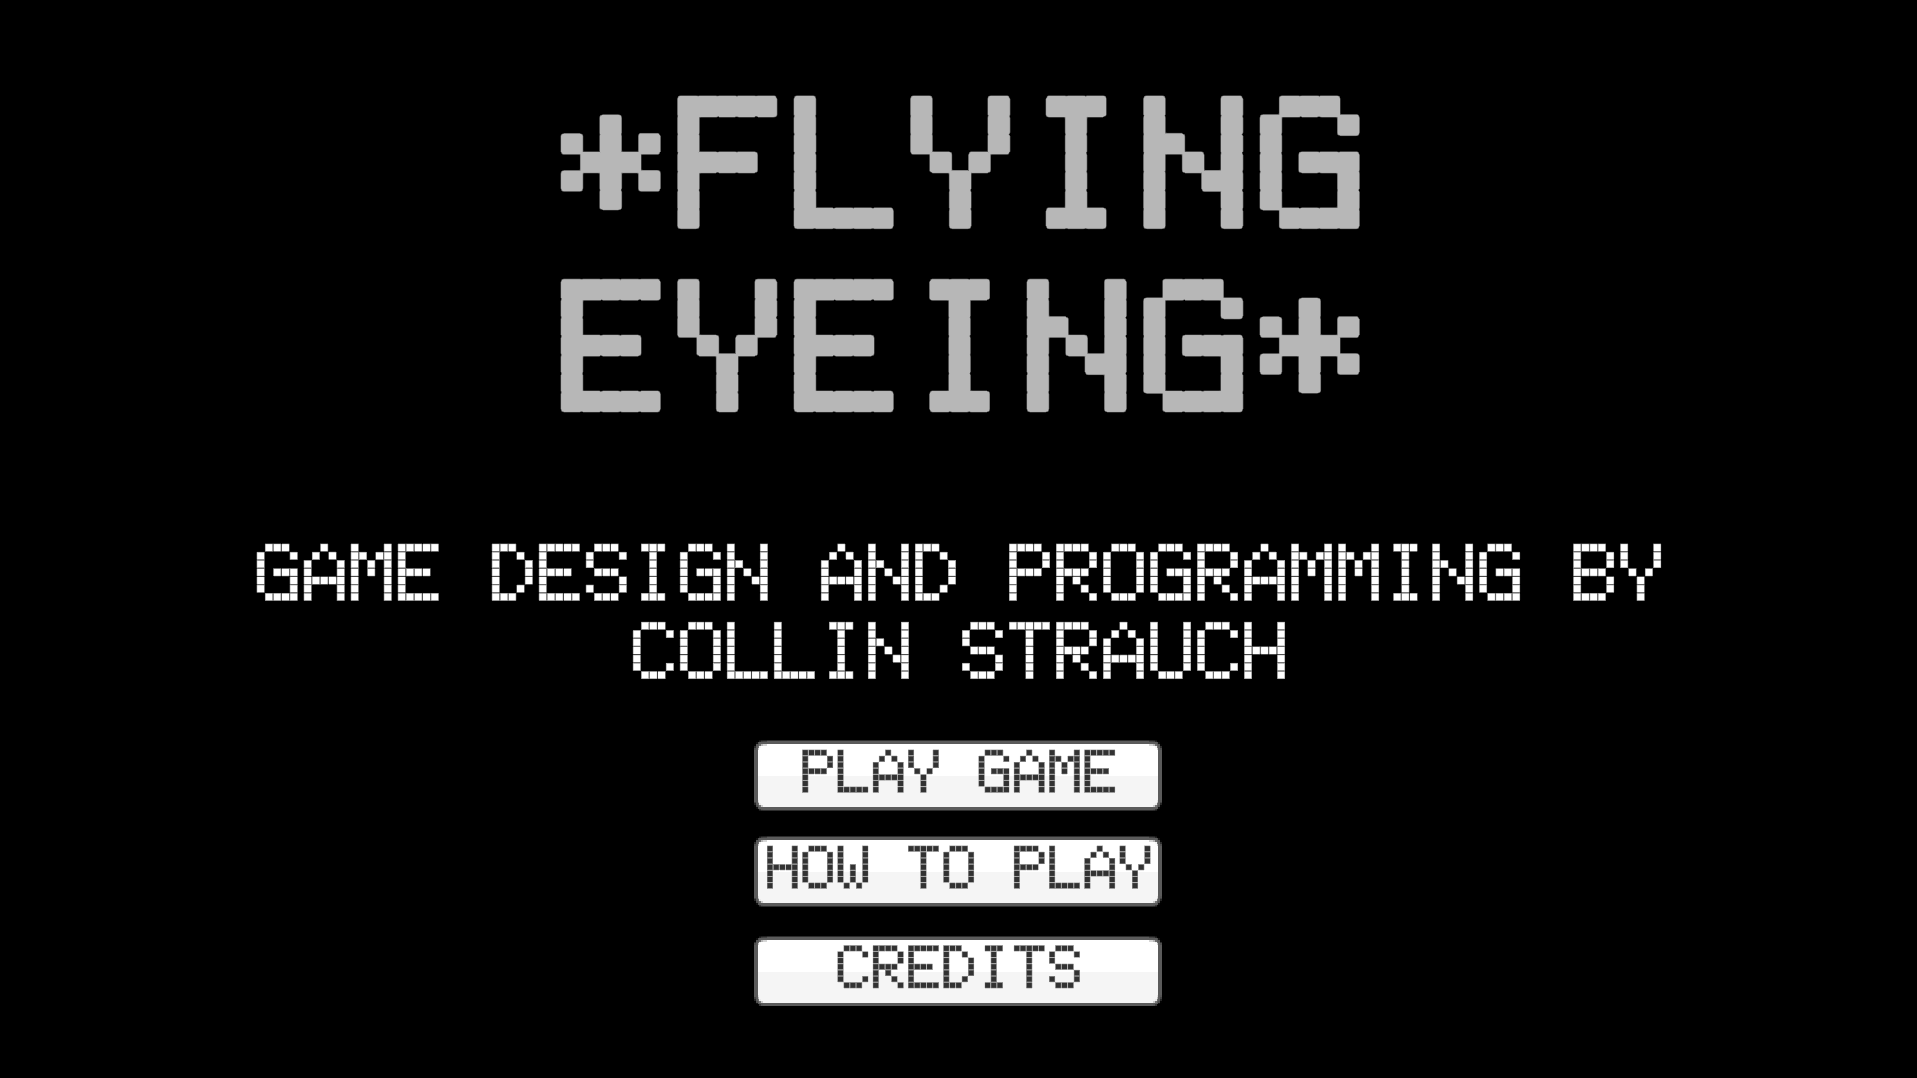 *FLYING
EYEING*
GAME DESIGN AND PROGRAMMING BY
COLLIN STRAUCH
PLAY GAME
HOW TO PLAY
CREDITS